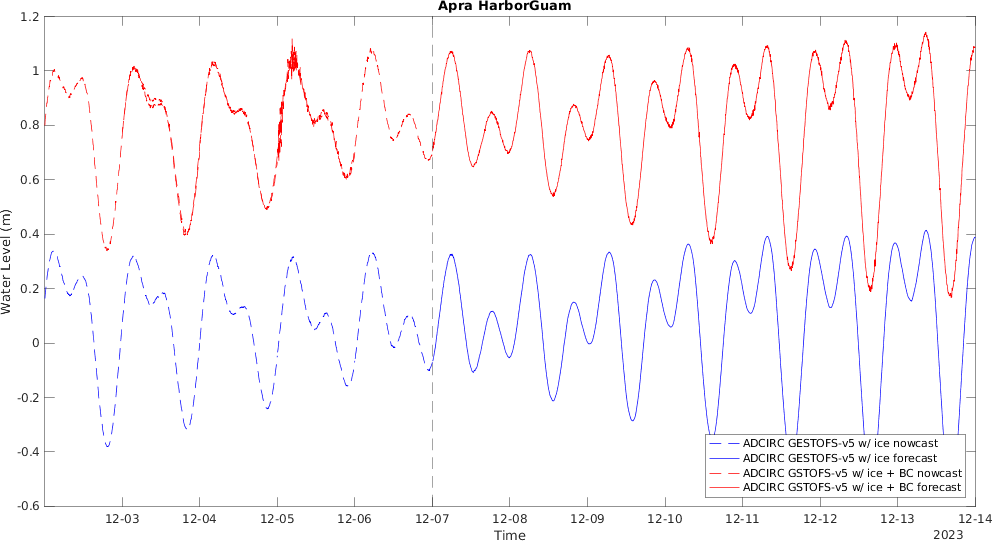 Apra HarborGuam
1.2
1
0.8
0.6
0.4
0.2
0
-0.2
-0.4
-0.6
Water Level (m)
ADCIRC GESTOFS-v5 w/ ice nowcast
ADCIRC GESTOFS-v5 w/ ice forecast
ADCIRC GSTOFS-v5 w/ ice + BC nowcast
ADCIRC GSTOFS-v5 w/ ice + BC forecast
12-03 12-04 12-05 12-06 12-07 12-08 12-09 12-10 12-11 12-12 12-13 12-14
Time
2023